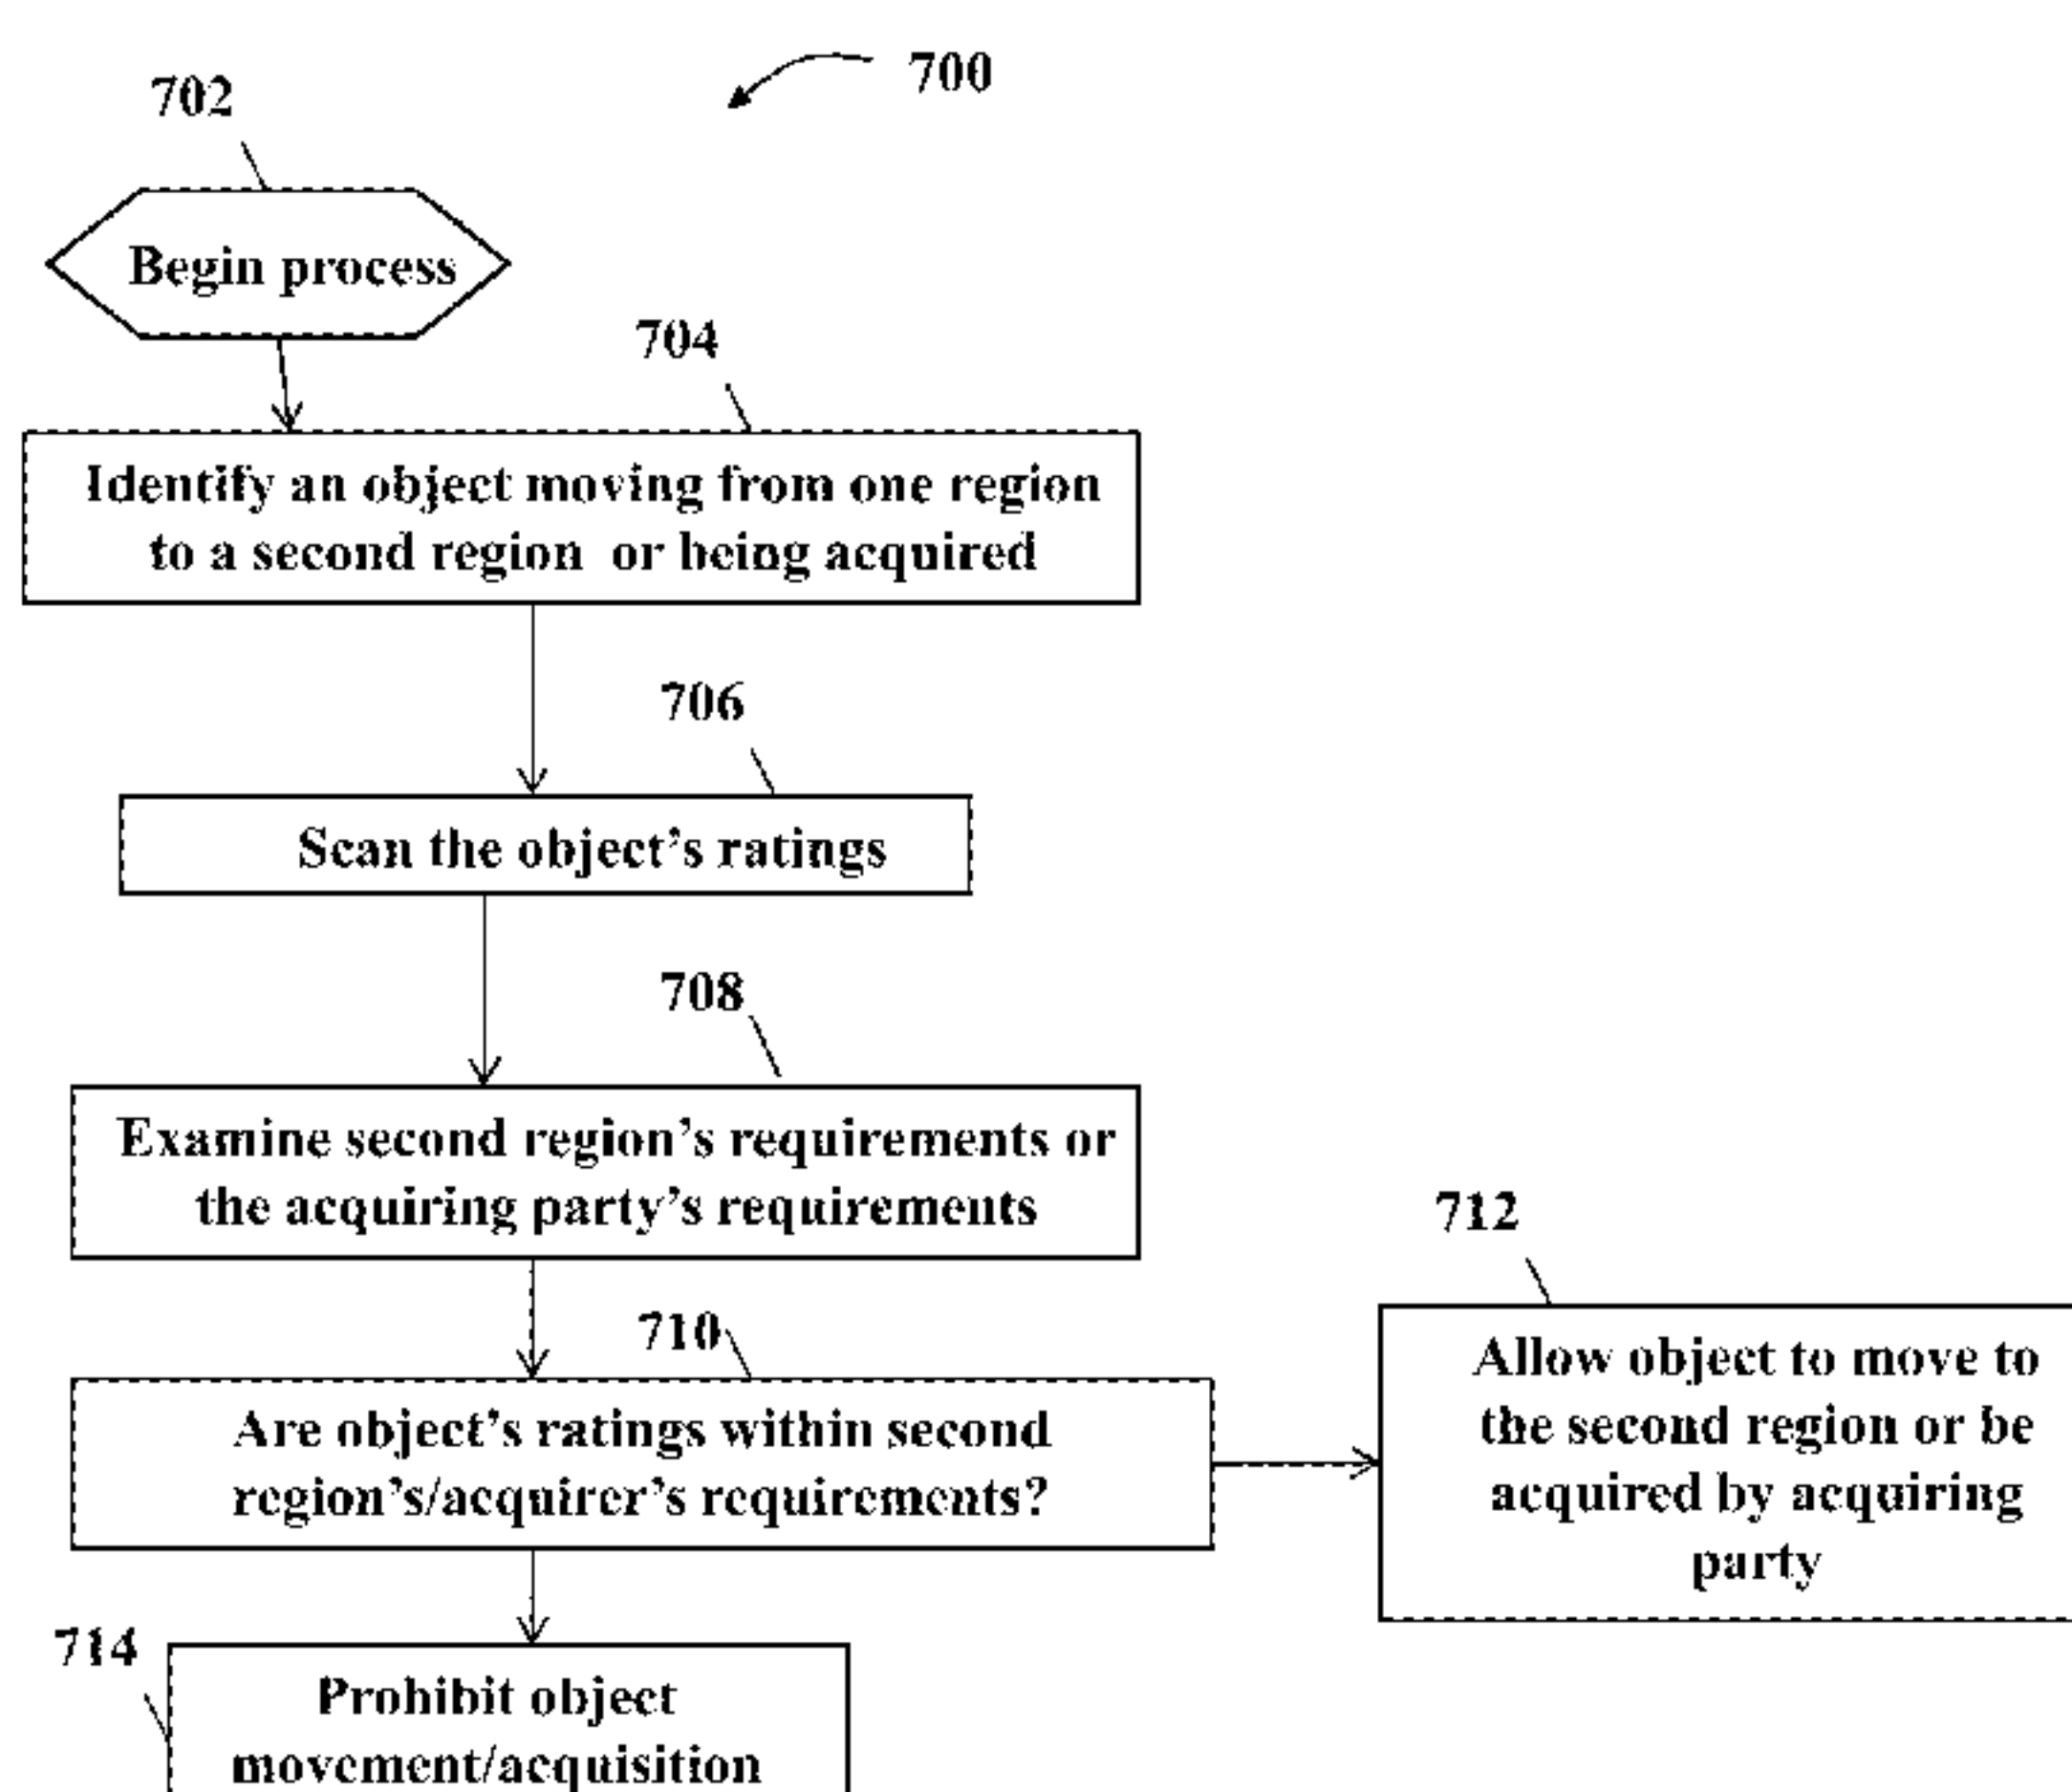 700
702
Begin process
704
Identify an object moving from one region
to a second region or being acquired
706
Scan the object's ratings
708
Examine second region's requirements or
the acquiring party's requirements
710
Are object's ratings within second
region's/acquirer's requirements?
712
Allow object to move to
the second region or be
acquired by acquiring
party
714
Prohibit object
movement/acquisition